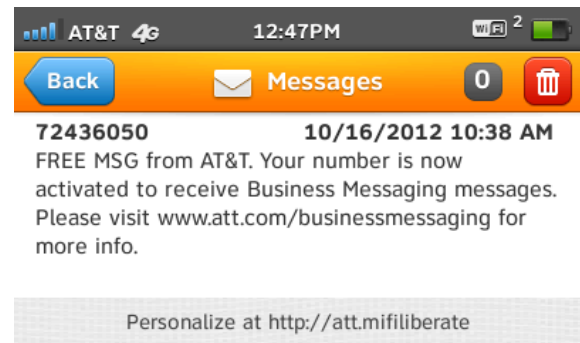 AT&T 4G 12:47PM WiFi 2
Back Messages 0
72436050 10/16/2012 10:38 AM
FREE MSG from AT&T. Your number is now
activated to receive Business Messaging messages.
Please visit www.att.com/businessmessaging for
more info.
Personalize at http://att.mifiliberate